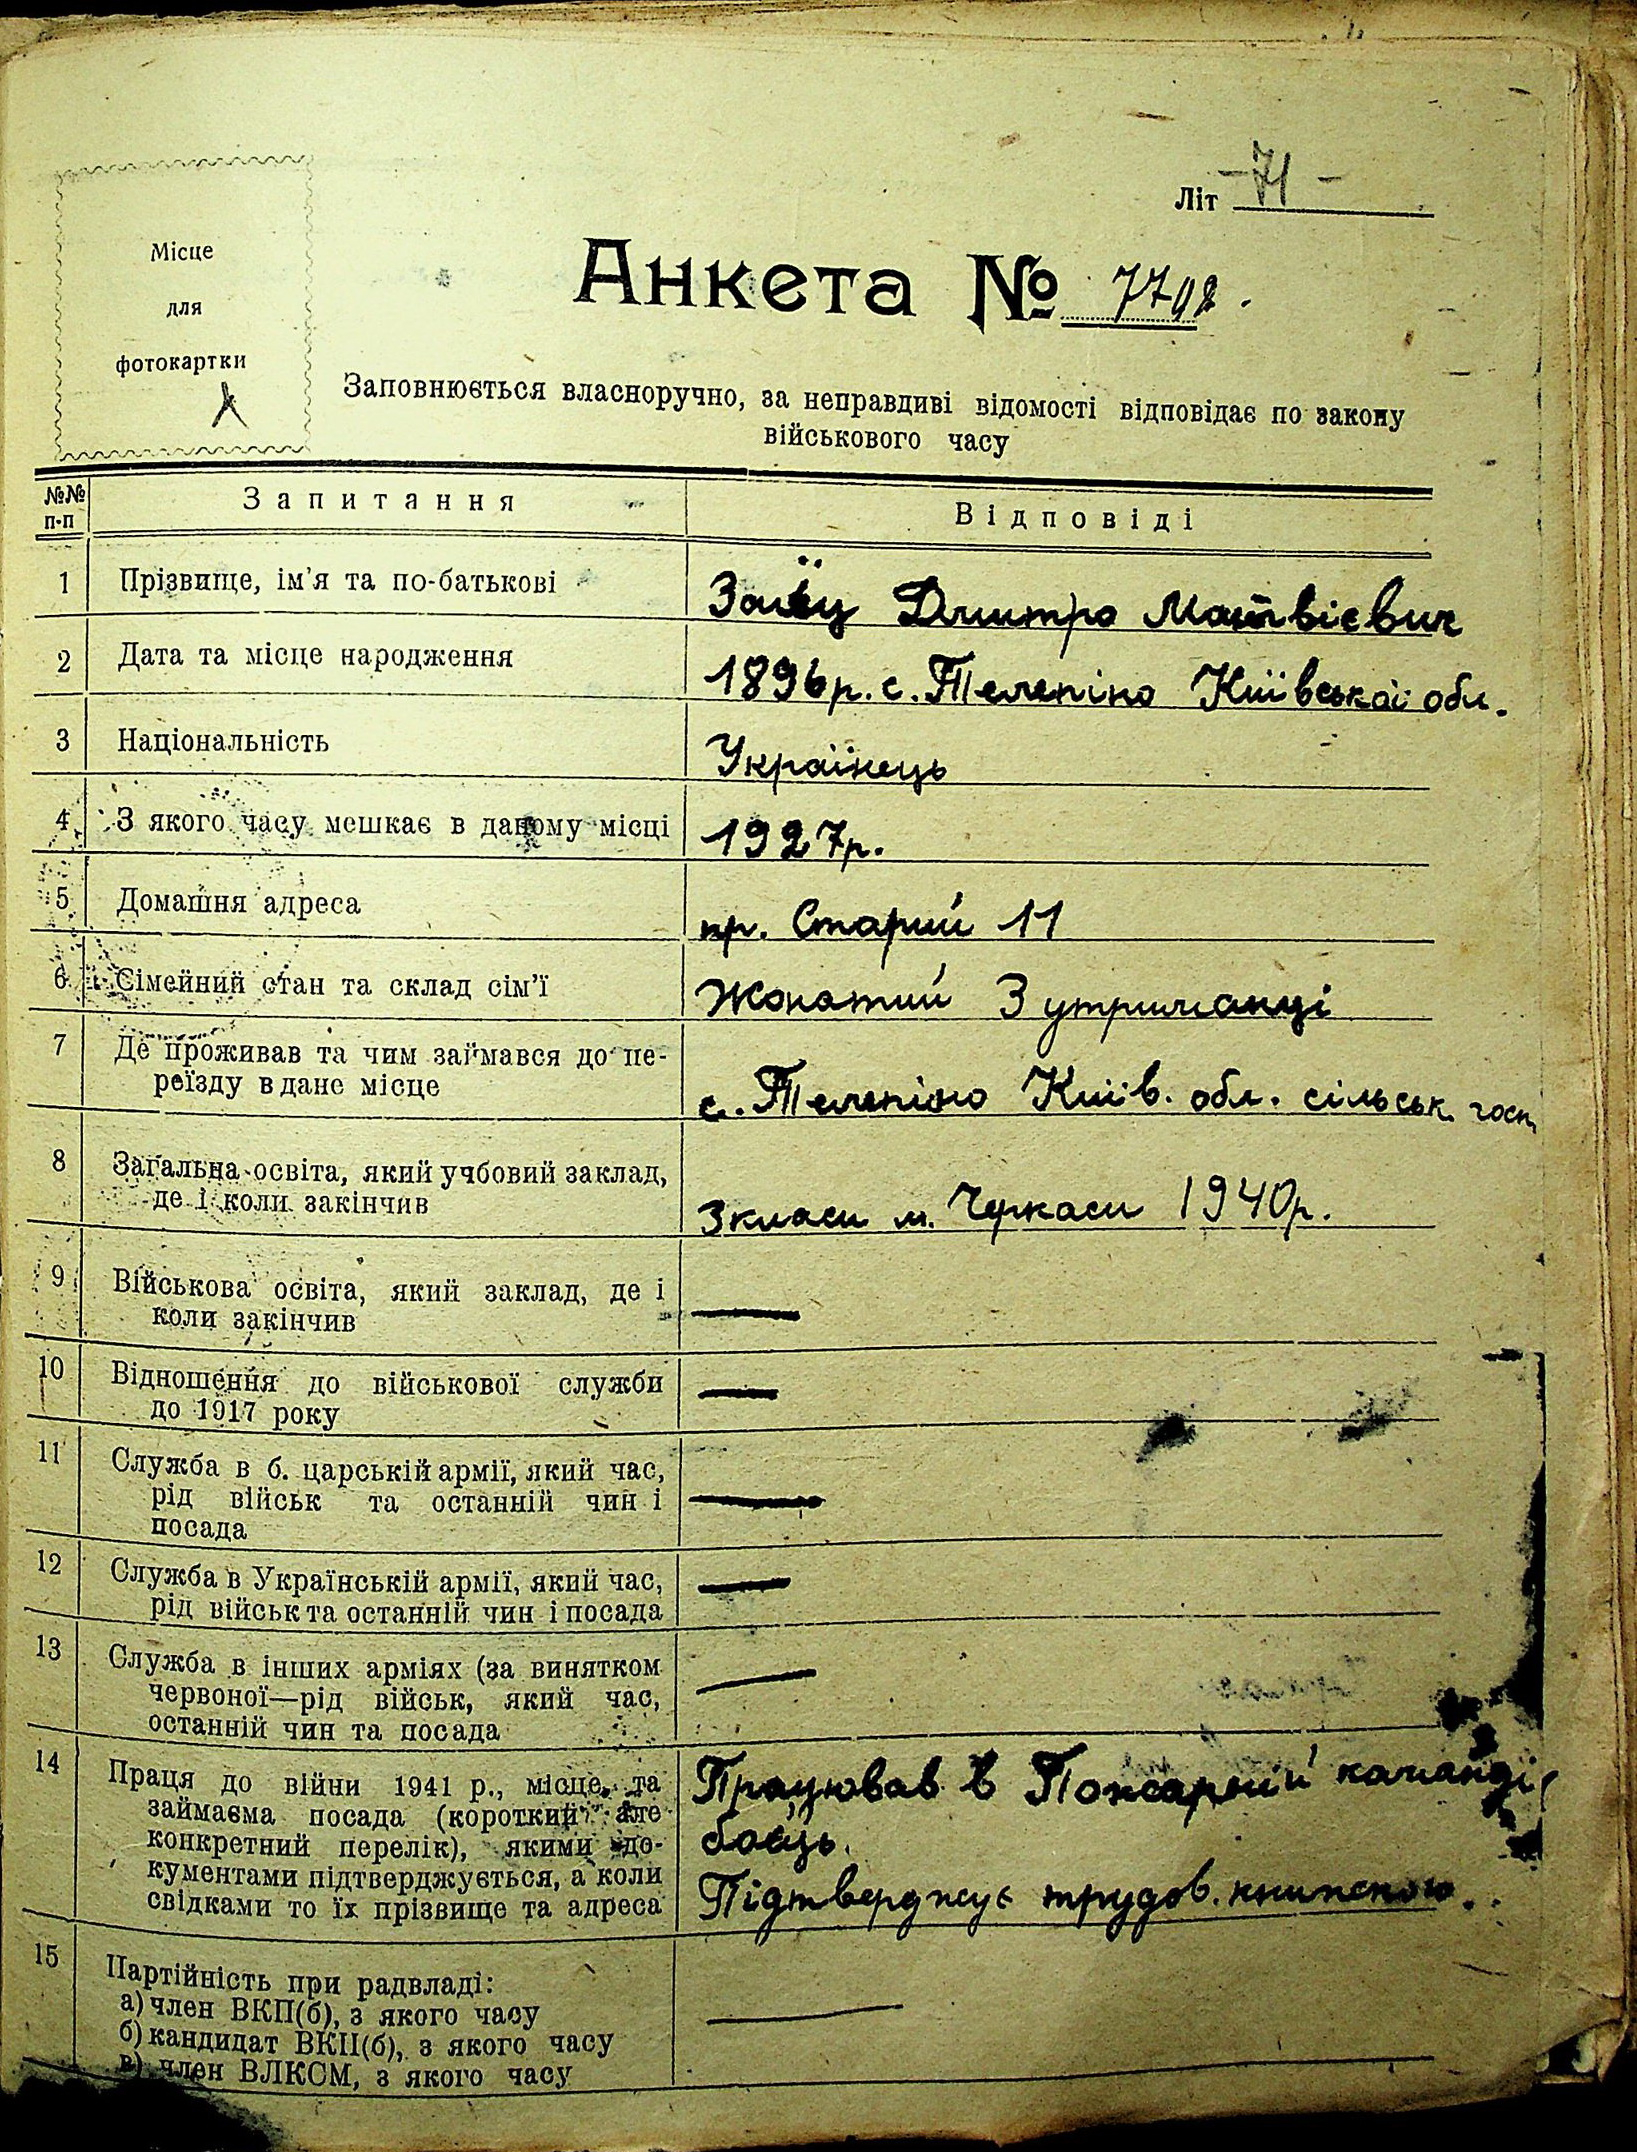 Літ -71-
Місце
для
фотокартки
Анкета № 7792.
Заповнюється власноручно, за неправдиві відомості відповідає по закону
військового часу
№№ п-п Запитання Відповіді
1 Прізвище, ім'я та по-батькові Заїц Дмитро Матвієвич
2 Дата та місце народження 1896р. с. Телепіно Київської обл.
3 Національність Українець
4 З якого часу мешкає в даному місці 1927р.
5 Домашня адреса пр. Старий 11
6 Сімейний стан та склад сім'ї Жонатий 3 утриманці
7 Де проживав та чим займався до пе-
реїзду в дане місце с. Телепіно Київ. обл. сільськ. госп.
8 Загальна освіта, який учбовий заклад,
де і коли закінчив 3 класи м. Черкаси 1940р.
9 Військова освіта, який заклад, де і —
коли закінчив
10 Відношення до військової служби —
до 1917 року
11 Служба в б. царській армії, який час,
рід військ та останній чин і —
посада
12 Служба в Українській армії, який час, —
рід військ та останній чин і посада
13 Служба в інших арміях (за винятком —
червоної—рід військ, який час,
останній чин та посада
14 Праця до війни 1941 р., місце, та Працював в Пожарній команді,
займаема посада (короткий але
конкретний перелік), якими до- боєць.
кументами підтверджується, а коли
свідками то їх прізвище та адреса Підтверджує трудов. книжкою.
15 Партійність при радвладі:
а) член ВКП(б), з якого часу —
б) кандидат ВКП(б), з якого часу
в) член ВЛКСМ, з якого часу